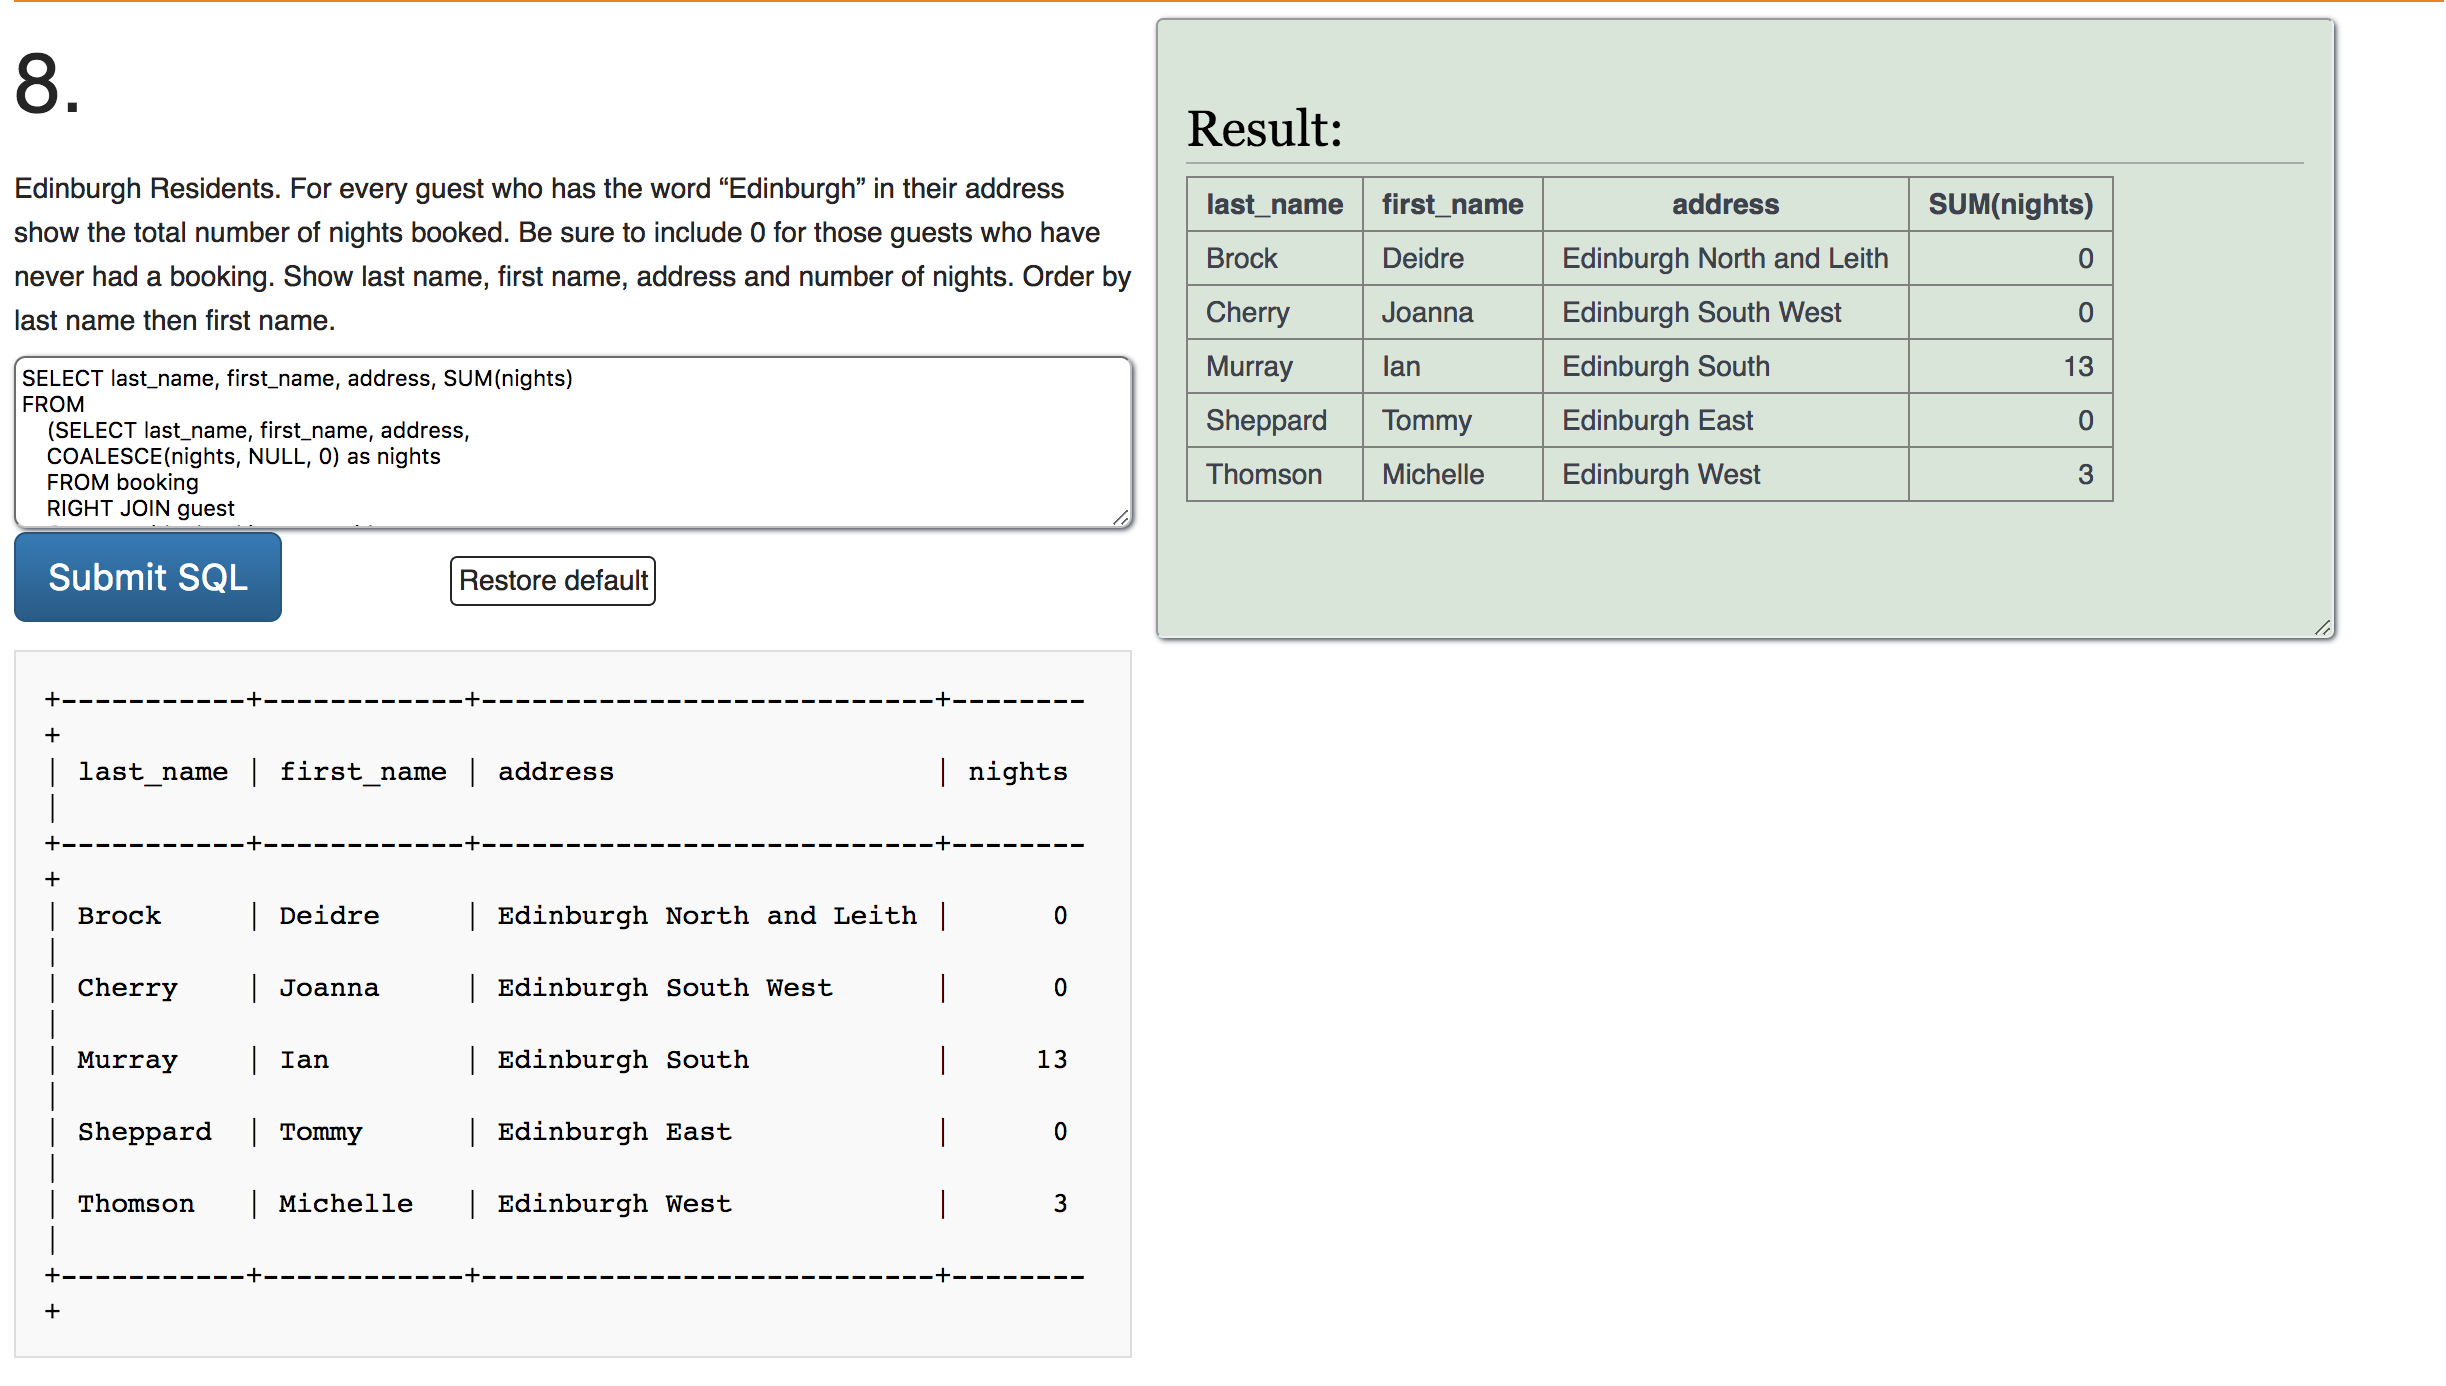 8.
Edinburgh Residents. For every guest who has the word “Edinburgh” in their address
show the total number of nights booked. Be sure to include 0 for those guests who have
never had a booking. Show last name, first name, address and number of nights. Order by
last name then first name.
SELECT last_name, first_name, address, SUM(nights)
FROM
(SELECT last_name, first_name, address,
COALESCE(nights, NULL, 0) as nights
FROM booking
RIGHT JOIN guest
Submit SQL
Restore default
+-----------+------------+---------------------------+--------
+
| last_name | first_name | address                   | nights
|
+-----------+------------+---------------------------+--------
+
| Brock     | Deidre     | Edinburgh North and Leith |      0
|
| Cherry    | Joanna     | Edinburgh South West      |      0
|
| Murray    | Ian        | Edinburgh South           |     13
|
| Sheppard  | Tommy      | Edinburgh East            |      0
|
| Thomson   | Michelle   | Edinburgh West            |      3
|
+-----------+------------+---------------------------+--------
+
Result:
last_name first_name address SUM(nights)
Brock Deidre Edinburgh North and Leith 0
Cherry Joanna Edinburgh South West 0
Murray Ian Edinburgh South 13
Sheppard Tommy Edinburgh East 0
Thomson Michelle Edinburgh West 3